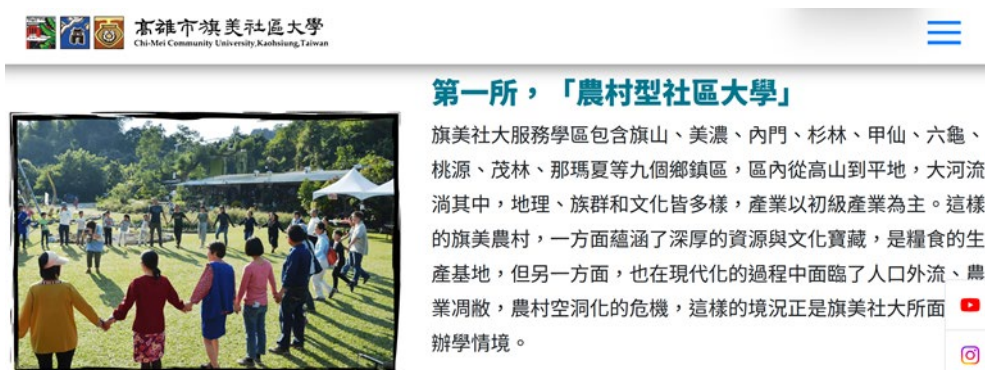 高雄市旗美社區大學
Chi-Mei Community University,Kaohsiung,Taiwan
第一所，「農村型社區大學」
旗美社大服務學區包含旗山、美濃、內門、杉林、甲仙、六龜、
桃源、茂林、那瑪夏等九個鄉鎮區，區內從高山到平地，大河流
淌其中，地理、族群和文化皆多樣，產業以初級產業為主。這樣
的旗美農村，一方面蘊涵了深厚的資源與文化寶藏，是糧食的生
產基地，但另一方面，也在現代化的過程中面臨了人口外流、農
業凋敝，農村空洞化的危機，這樣的境況正是旗美社大所面
辦學情境。